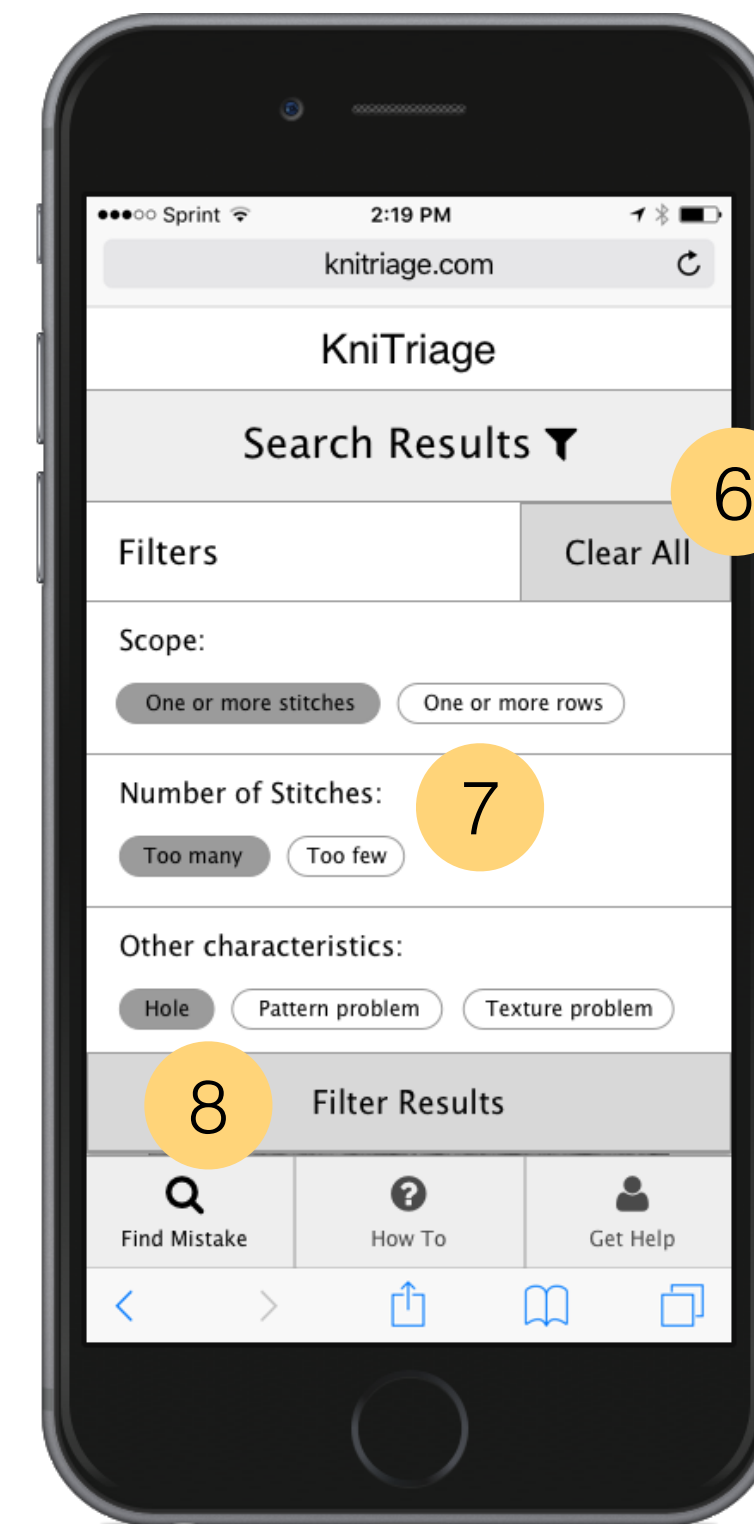 ●●●○○ Sprint 2:19 PM
knitriage.com
KniTriage
Search Results
6
Filters Clear All
Scope:
One or more stitches One or more rows
Number of Stitches:
7
Too many Too few
Other characteristics:
Hole Pattern problem Texture problem
8 Filter Results
Find Mistake How To Get Help